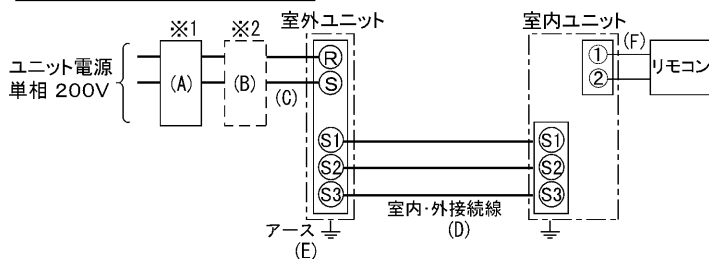 ※1
※2
室外ユニット
室内ユニット
ユニット電源
単相 200V
(A)
(B)
(C)
R
S
①
②
(F)
リモコン
S1
S2
S3
S1
S2
S3
室内・外接続線
(D)
アース
(E)